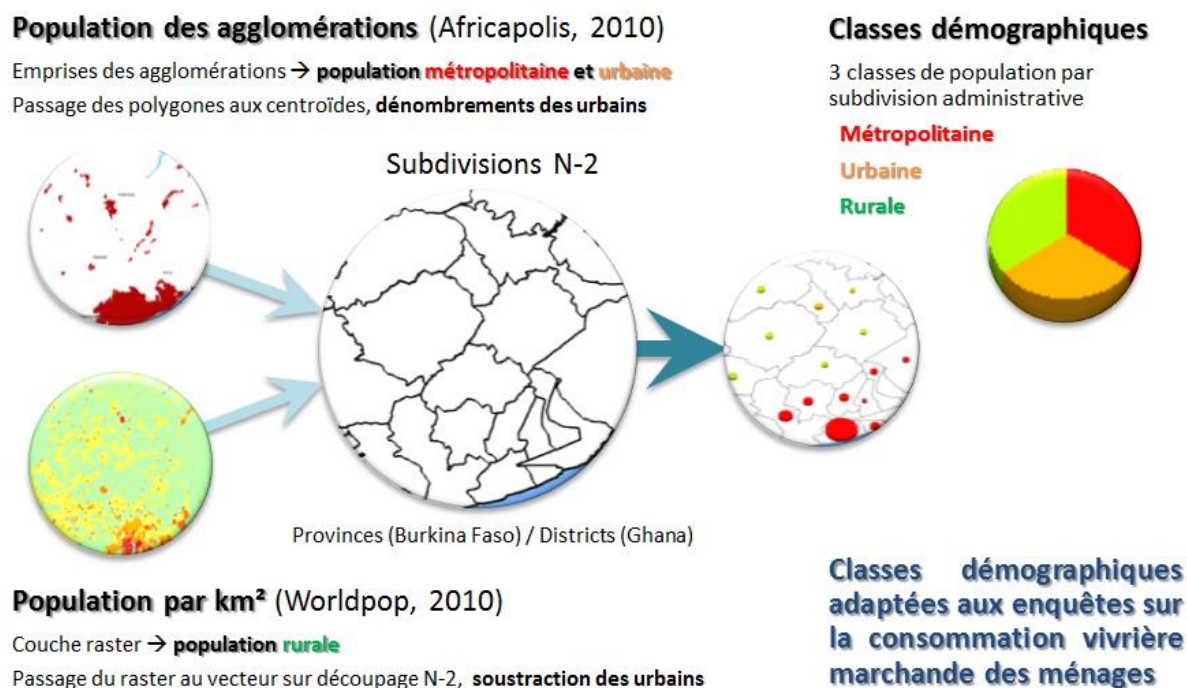 Population des agglomérations (Africapolis, 2010)
Emprises des agglomérations → population métropolitaine et urbaine
Passage des polygones aux centroïdes, dénombrements des urbains
Classes démographiques
3 classes de population par
subdivision administrative
Métropolitaine
Urbaine
Rurale
Subdivisions N-2
Provinces (Burkina Faso) / Districts (Ghana)
Population par km² (Worldpop, 2010)
Couche raster → population rurale
Passage du raster au vecteur sur découpage N-2, soustraction des urbains
Classes démographiques
adaptées aux enquêtes sur
la consommation vivrière
marchande des ménages